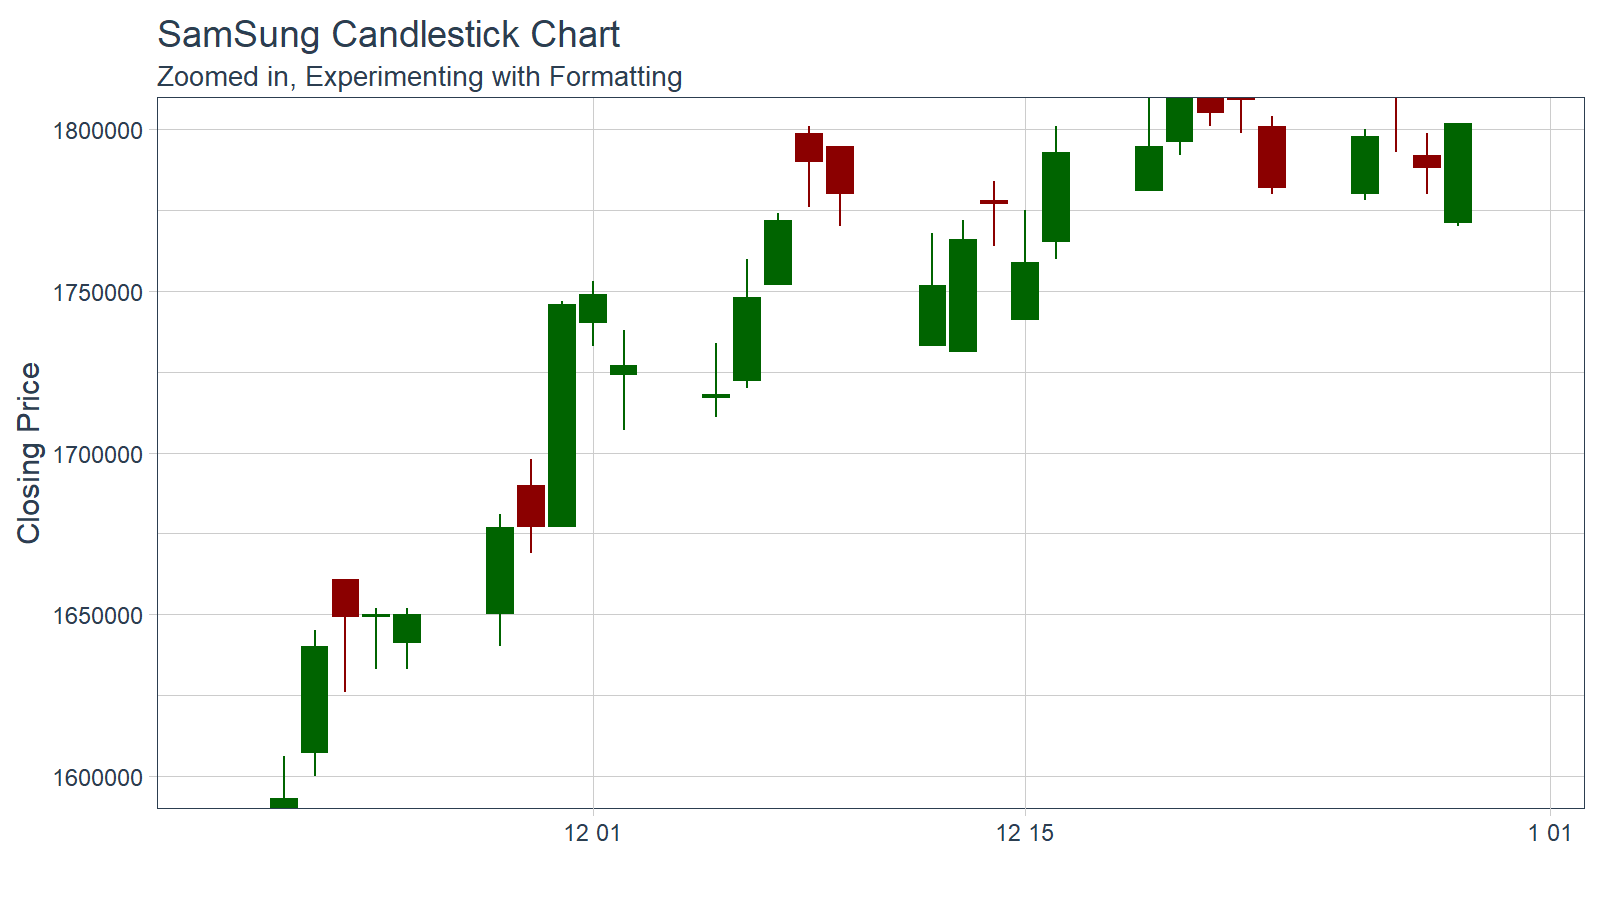 SamSung Candlestick Chart
Zoomed in, Experimenting with Formatting
Closing Price
1800000
1750000
1700000
1650000
1600000
12 01
12 15
1 01